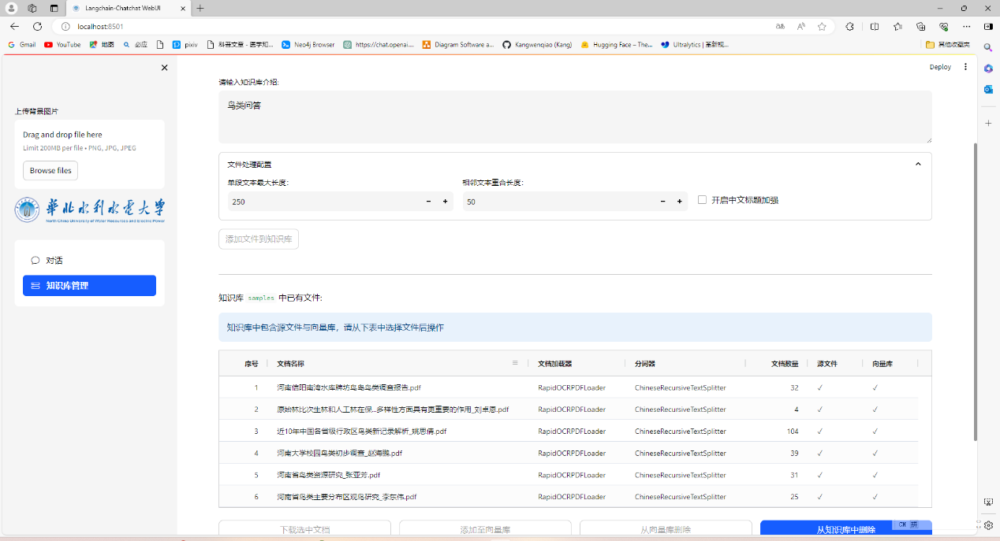 Langchain-Chatchat WebUI
localhost:8501
Gmail YouTube 地图 必应 pixiv 科普文章 - 医学知... Neo4j Browser https://chat.openai.... Diagram Software a... Kangwenqiao (Kang) Hugging Face – The... Ultralytics | 革新视... 其他收藏夹
Deploy
上传背景图片
Drag and drop file here
Limit 200MB per file • PNG, JPG, JPEG
Browse files
华北水利水电大学
North China University of Water Resources and Electric Power
对话
知识库管理
请输入知识库介绍:
鸟类问答
文件处理配置
单段文本最大长度: 相邻文本重合长度:
250 − + 50 − + 开启中文标题加强
添加文件到知识库
知识库 samples 中已有文件:
知识库中包含源文件与向量库，请从下表中选择文件后操作
序号 文档名称 文档加载器 分词器 文档数量 源文件 向量库
1 河南信阳南湾水库牌坊鸟岛鸟类调查报告.pdf RapidOCRPDFLoader ChineseRecursiveTextSplitter 32 ✓ ✓
2 原始林比次生林和人工林在保...多样性方面具有更重要的作用_刘卓恩.pdf RapidOCRPDFLoader ChineseRecursiveTextSplitter 4 ✓ ✓
3 近10年中国各省级行政区鸟类新记录解析_姚思倩.pdf RapidOCRPDFLoader ChineseRecursiveTextSplitter 104 ✓ ✓
4 河南大学校园鸟类初步调查_赵海鹏.pdf RapidOCRPDFLoader ChineseRecursiveTextSplitter 39 ✓ ✓
5 河南省鸟类资源研究_张亚芳.pdf RapidOCRPDFLoader ChineseRecursiveTextSplitter 31 ✓ ✓
6 河南省鸟类主要分布区观鸟研究_李东伟.pdf RapidOCRPDFLoader ChineseRecursiveTextSplitter 25 ✓ ✓
下载选中文档 添加至向量库 从向量库删除 从知识库中删除
CH 拼